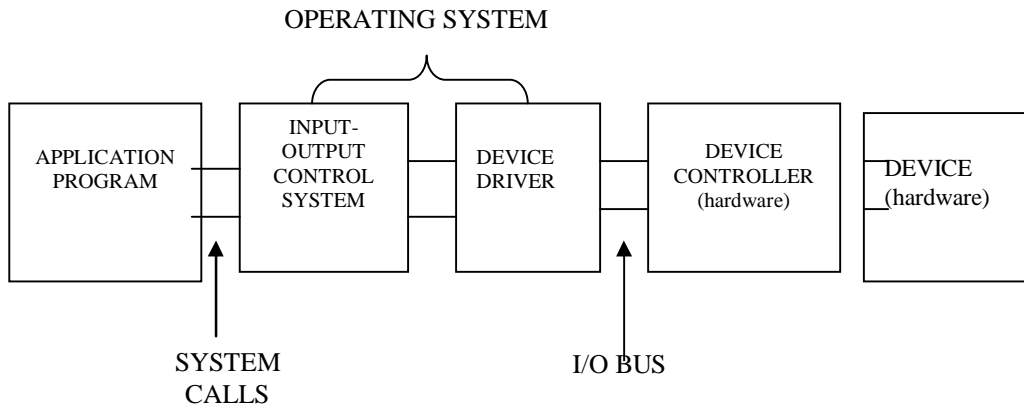 OPERATING SYSTEM
APPLICATION
PROGRAM
INPUT-
OUTPUT
CONTROL
SYSTEM
DEVICE
DRIVER
DEVICE
CONTROLLER
(hardware)
DEVICE
(hardware)
SYSTEM
CALLS
I/O BUS